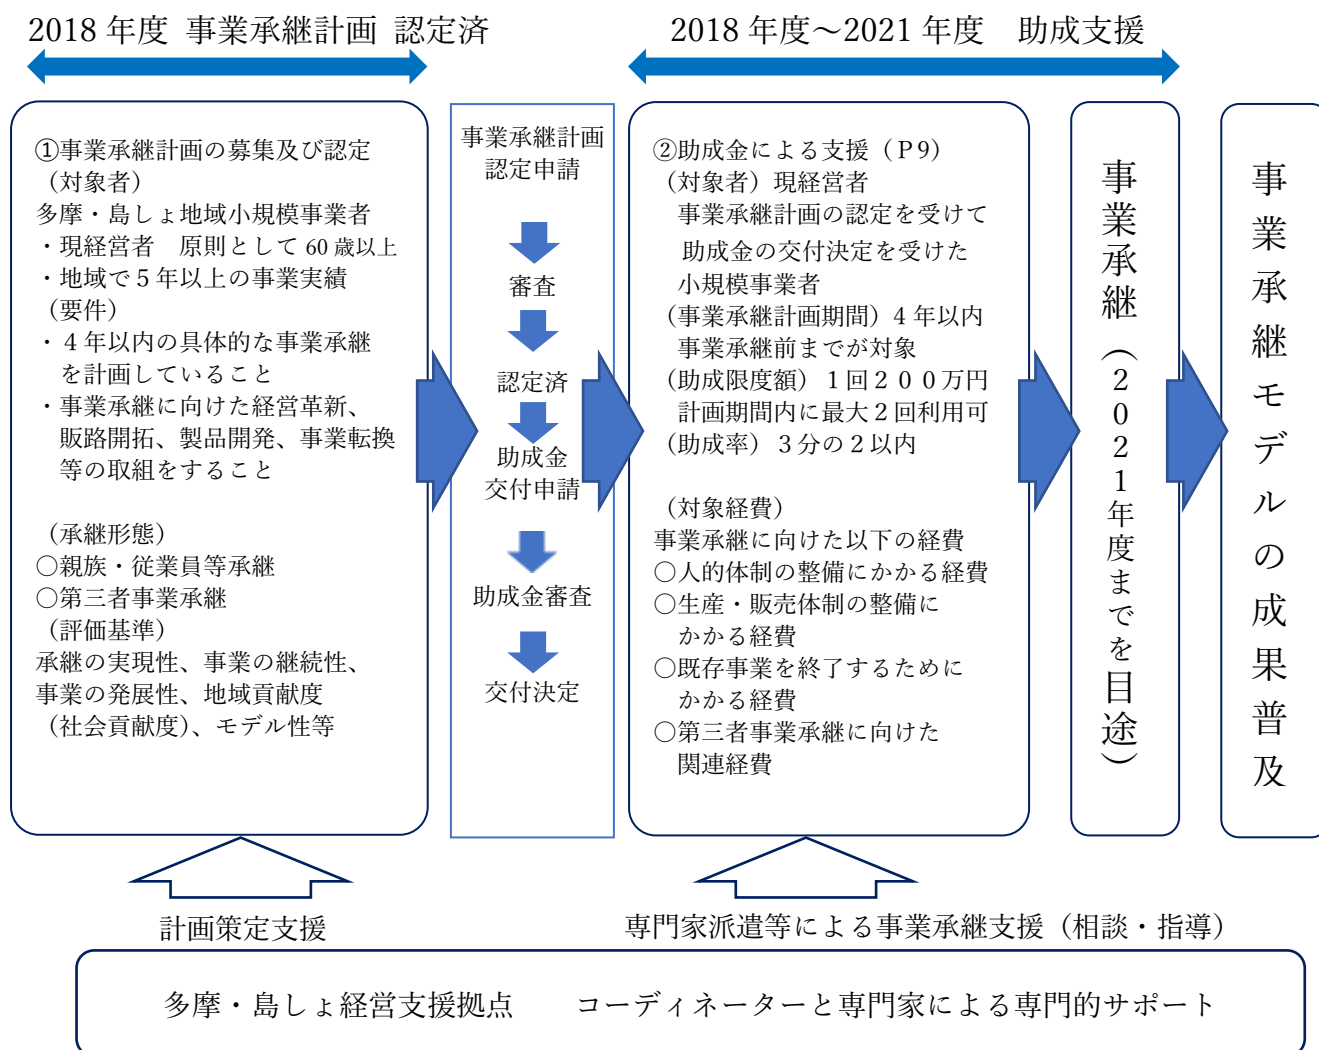 2018年度 事業承継計画 認定済
2018年度～2021年度　助成支援
①事業承継計画の募集及び認定
（対象者）
多摩・島しょ地域小規模事業者
・現経営者　原則として60歳以上
・地域で５年以上の事業実績
（要件）
・４年以内の具体的な事業承継
を計画していること
・事業承継に向けた経営革新、
販路開拓、製品開発、事業転換
等の取組をすること
（承継形態）
○親族・従業員等承継
○第三者事業承継
（評価基準）
承継の実現性、事業の継続性、
事業の発展性、地域貢献度
（社会貢献度）、モデル性等
事業承継計画
認定申請
審査
認定済
助成金
交付申請
助成金審査
交付決定
②助成金による支援（Ｐ9）
（対象者）現経営者
事業承継計画の認定を受けて
助成金の交付決定を受けた
小規模事業者
（事業承継計画期間）４年以内
事業承継前までが対象
（助成限度額）１回２００万円
計画期間内に最大２回利用可
（助成率）３分の２以内
（対象経費）
事業承継に向けた以下の経費
○人的体制の整備にかかる経費
○生産・販売体制の整備に
かかる経費
○既存事業を終了するために
かかる経費
○第三者事業承継に向けた
関連経費
事業承継（２０２１年度までを目途）
事業承継モデルの成果普及
計画策定支援
専門家派遣等による事業承継支援（相談・指導）
多摩・島しょ経営支援拠点　　コーディネーターと専門家による専門的サポート